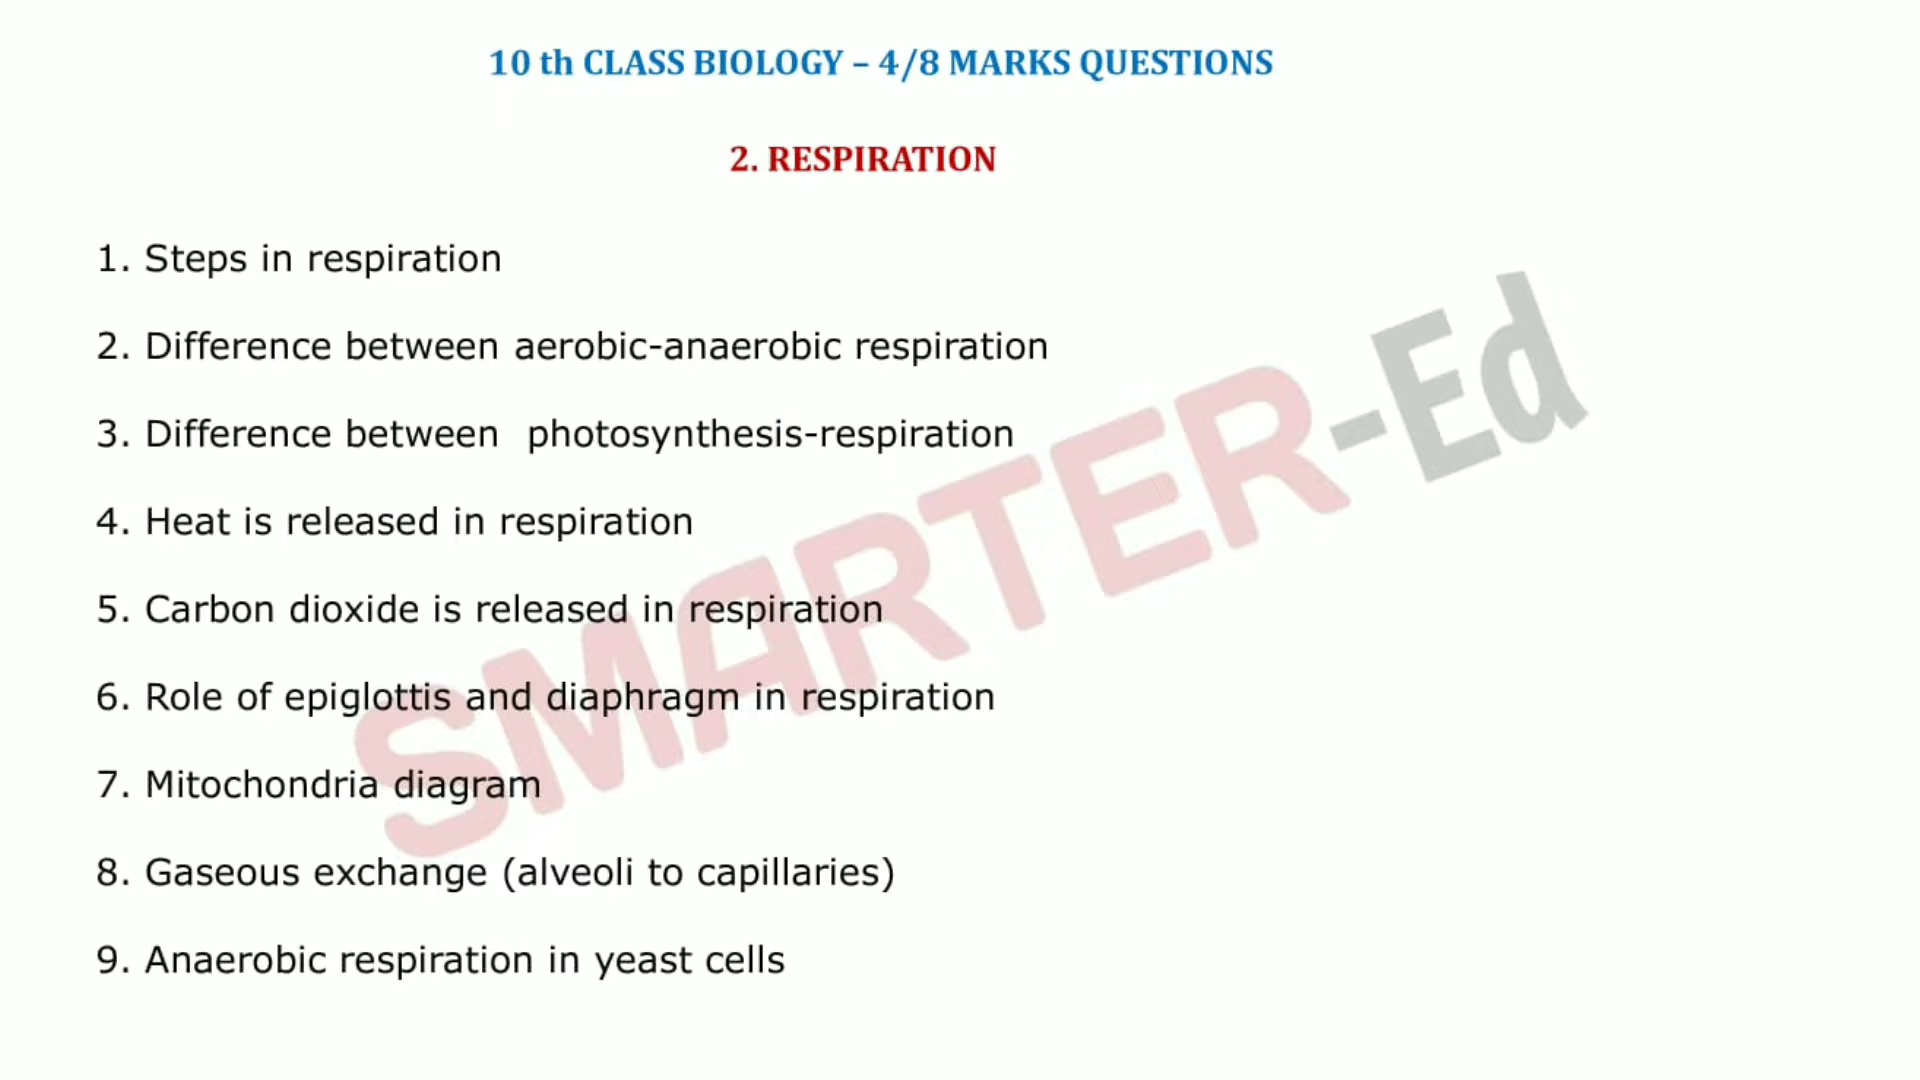 10 th CLASS BIOLOGY – 4/8 MARKS QUESTIONS
2. RESPIRATION
1. Steps in respiration
2. Difference between aerobic-anaerobic respiration
3. Difference between photosynthesis-respiration
4. Heat is released in respiration
5. Carbon dioxide is released in respiration
6. Role of epiglottis and diaphragm in respiration
7. Mitochondria diagram
8. Gaseous exchange (alveoli to capillaries)
9. Anaerobic respiration in yeast cells
SMARTER-Ed